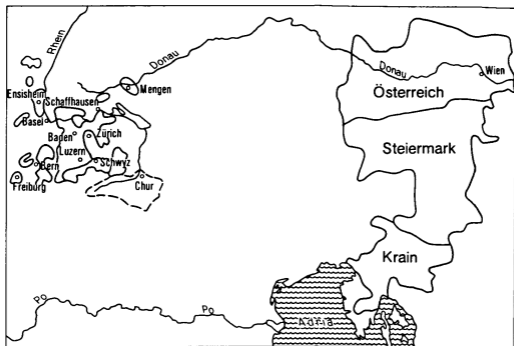 Rhein
Donau
Donau
Wien
Mengen
Ensisheim
Schaffhausen
Österreich
Basel
Baden
Zürich
Steiermark
Luzern
Schwyz
Bern
Freiburg
Chur
Krain
Po
Po
Adria